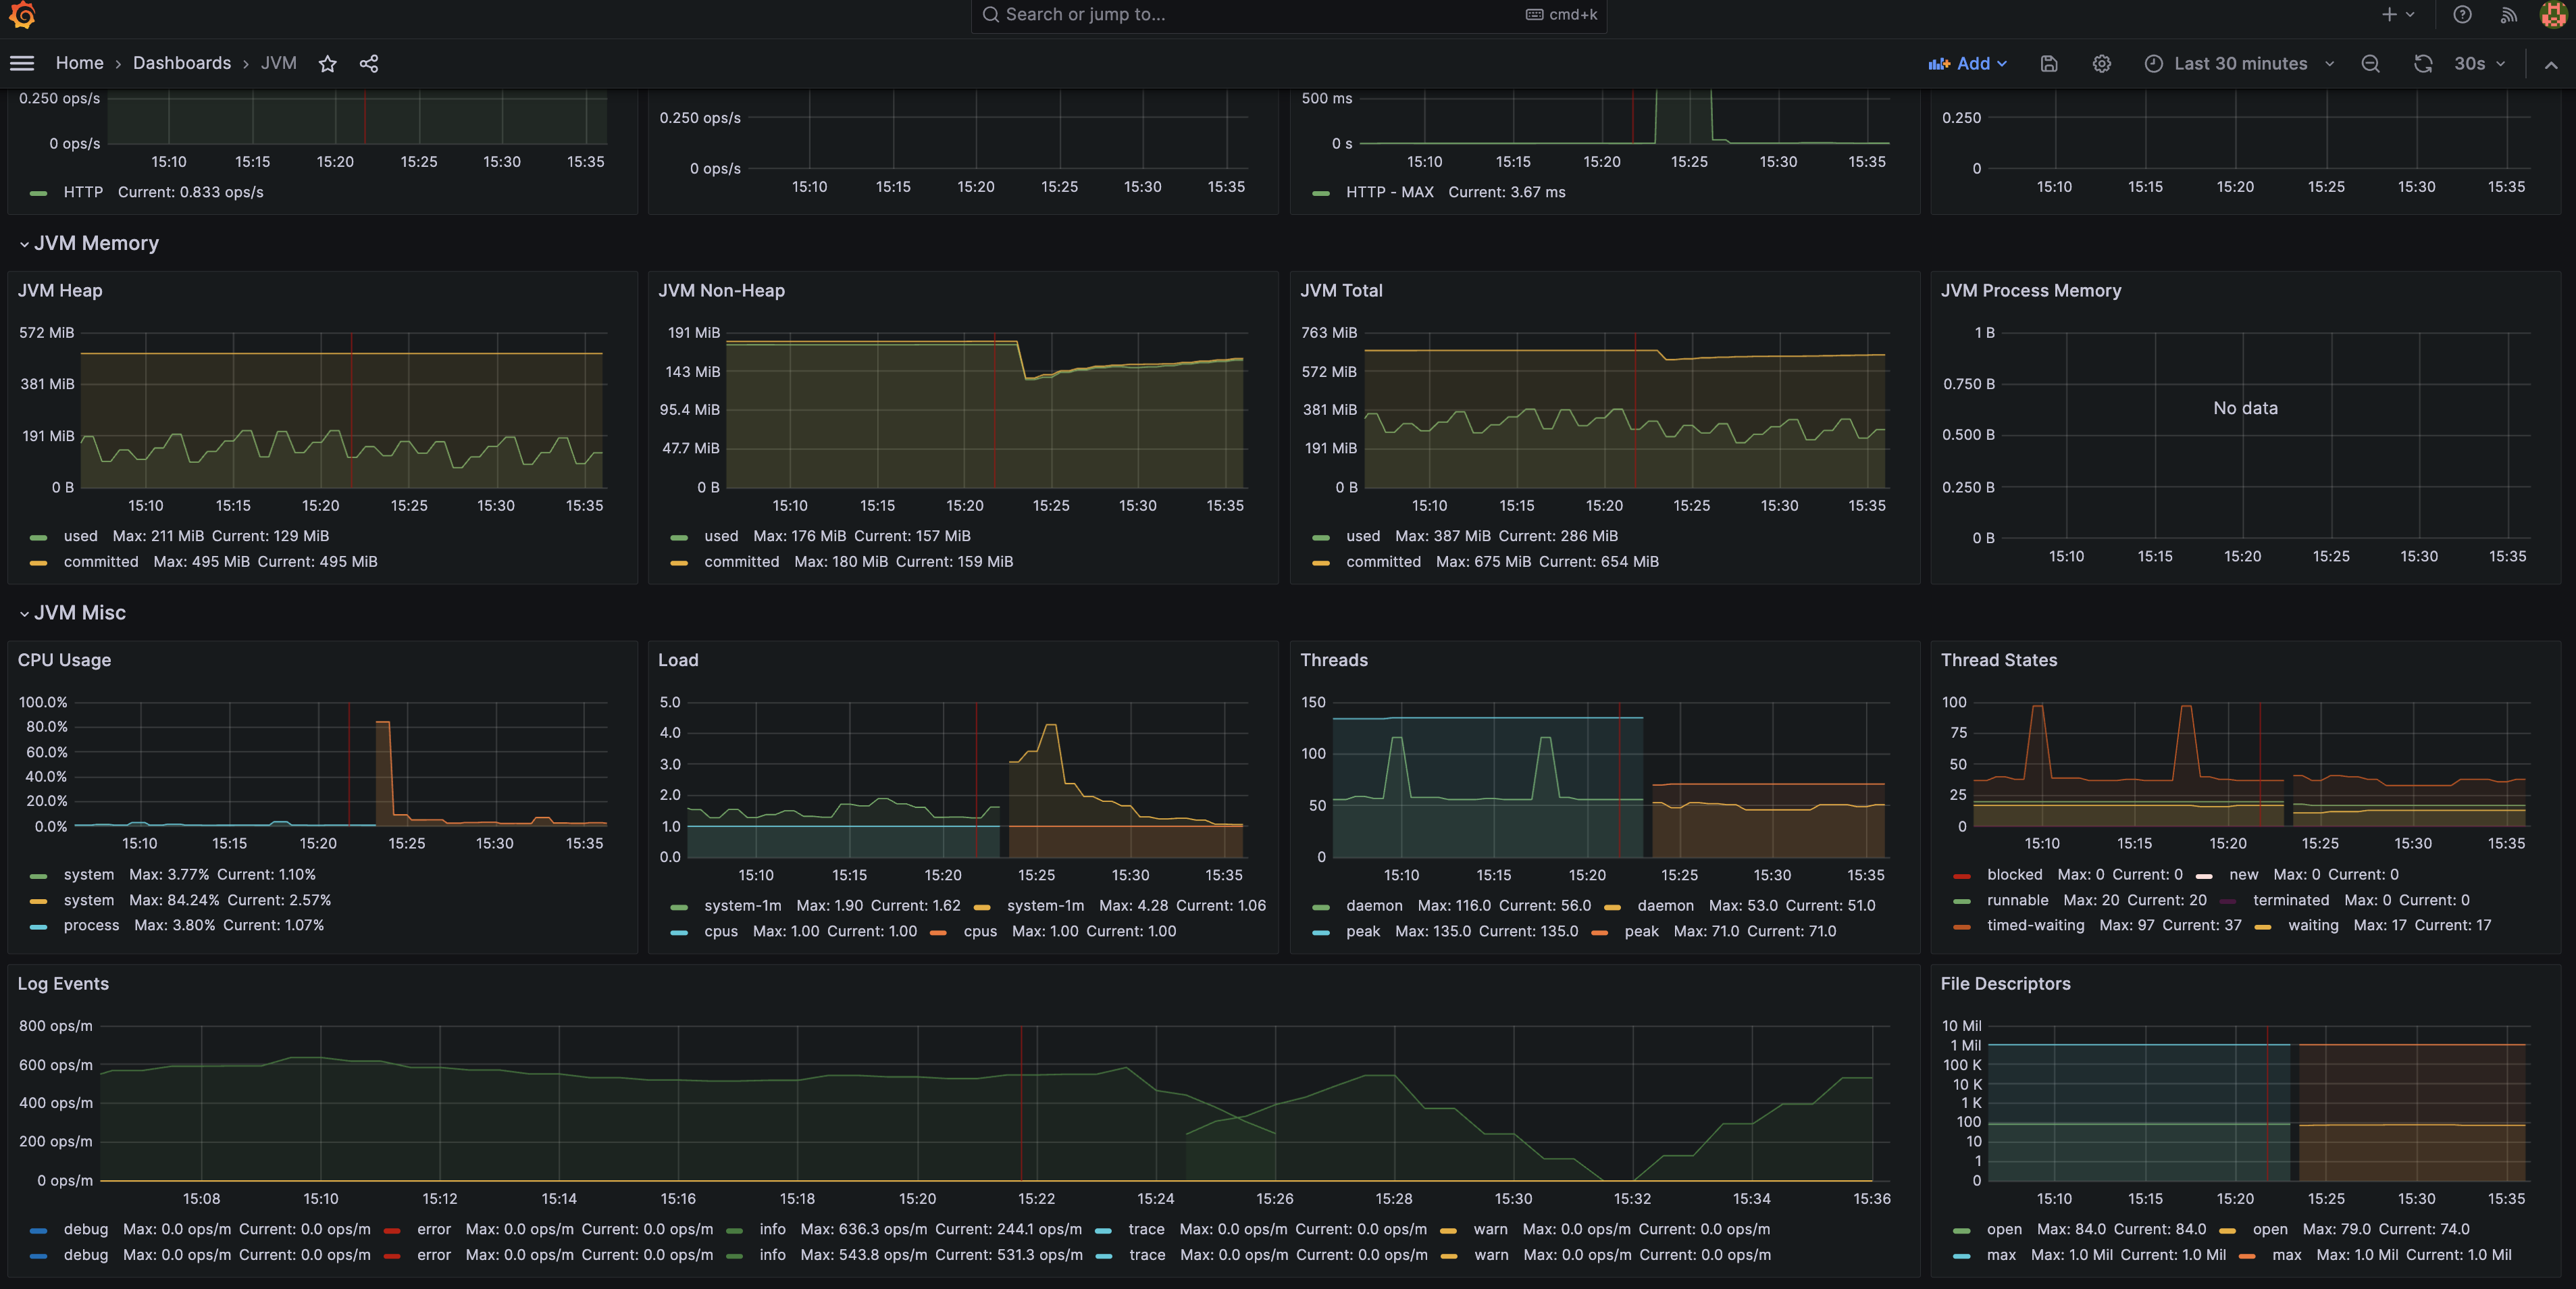 Search or jump to...
cmd+k
Home › Dashboards › JVM
Add
Last 30 minutes
30s
0.250 ops/s
0 ops/s
15:10 15:15 15:20 15:25 15:30 15:35
HTTP Current: 0.833 ops/s
0.250 ops/s
0 ops/s
15:10 15:15 15:20 15:25 15:30 15:35
500 ms
0 s
15:10 15:15 15:20 15:25 15:30 15:35
HTTP - MAX Current: 3.67 ms
0.250
0
15:10 15:15 15:20 15:25 15:30 15:35
JVM Memory
JVM Heap
572 MiB
381 MiB
191 MiB
0 B
15:10 15:15 15:20 15:25 15:30 15:35
used Max: 211 MiB Current: 129 MiB
committed Max: 495 MiB Current: 495 MiB
JVM Non-Heap
191 MiB
143 MiB
95.4 MiB
47.7 MiB
0 B
15:10 15:15 15:20 15:25 15:30 15:35
used Max: 176 MiB Current: 157 MiB
committed Max: 180 MiB Current: 159 MiB
JVM Total
763 MiB
572 MiB
381 MiB
191 MiB
0 B
15:10 15:15 15:20 15:25 15:30 15:35
used Max: 387 MiB Current: 286 MiB
committed Max: 675 MiB Current: 654 MiB
JVM Process Memory
1 B
0.750 B
0.500 B
0.250 B
0 B
No data
15:10 15:15 15:20 15:25 15:30 15:35
JVM Misc
CPU Usage
100.0%
80.0%
60.0%
40.0%
20.0%
0.0%
15:10 15:15 15:20 15:25 15:30 15:35
system Max: 3.77% Current: 1.10%
system Max: 84.24% Current: 2.57%
process Max: 3.80% Current: 1.07%
Load
5.0
4.0
3.0
2.0
1.0
0.0
15:10 15:15 15:20 15:25 15:30 15:35
system-1m Max: 1.90 Current: 1.62 system-1m Max: 4.28 Current: 1.06
cpus Max: 1.00 Current: 1.00 cpus Max: 1.00 Current: 1.00
Threads
150
100
50
0
15:10 15:15 15:20 15:25 15:30 15:35
daemon Max: 116.0 Current: 56.0 daemon Max: 53.0 Current: 51.0
peak Max: 135.0 Current: 135.0 peak Max: 71.0 Current: 71.0
Thread States
100
75
50
25
0
15:10 15:15 15:20 15:25 15:30 15:35
blocked Max: 0 Current: 0 new Max: 0 Current: 0
runnable Max: 20 Current: 20 terminated Max: 0 Current: 0
timed-waiting Max: 97 Current: 37 waiting Max: 17 Current: 17
Log Events
800 ops/m
600 ops/m
400 ops/m
200 ops/m
0 ops/m
15:08 15:10 15:12 15:14 15:16 15:18 15:20 15:22 15:24 15:26 15:28 15:30 15:32 15:34 15:36
debug Max: 0.0 ops/m Current: 0.0 ops/m error Max: 0.0 ops/m Current: 0.0 ops/m info Max: 636.3 ops/m Current: 244.1 ops/m trace Max: 0.0 ops/m Current: 0.0 ops/m warn Max: 0.0 ops/m Current: 0.0 ops/m
debug Max: 0.0 ops/m Current: 0.0 ops/m error Max: 0.0 ops/m Current: 0.0 ops/m info Max: 543.8 ops/m Current: 531.3 ops/m trace Max: 0.0 ops/m Current: 0.0 ops/m warn Max: 0.0 ops/m Current: 0.0 ops/m
File Descriptors
10 Mil
1 Mil
100 K
10 K
1 K
100
10
1
0
15:10 15:15 15:20 15:25 15:30 15:35
open Max: 84.0 Current: 84.0 open Max: 79.0 Current: 74.0
max Max: 1.0 Mil Current: 1.0 Mil max Max: 1.0 Mil Current: 1.0 Mil